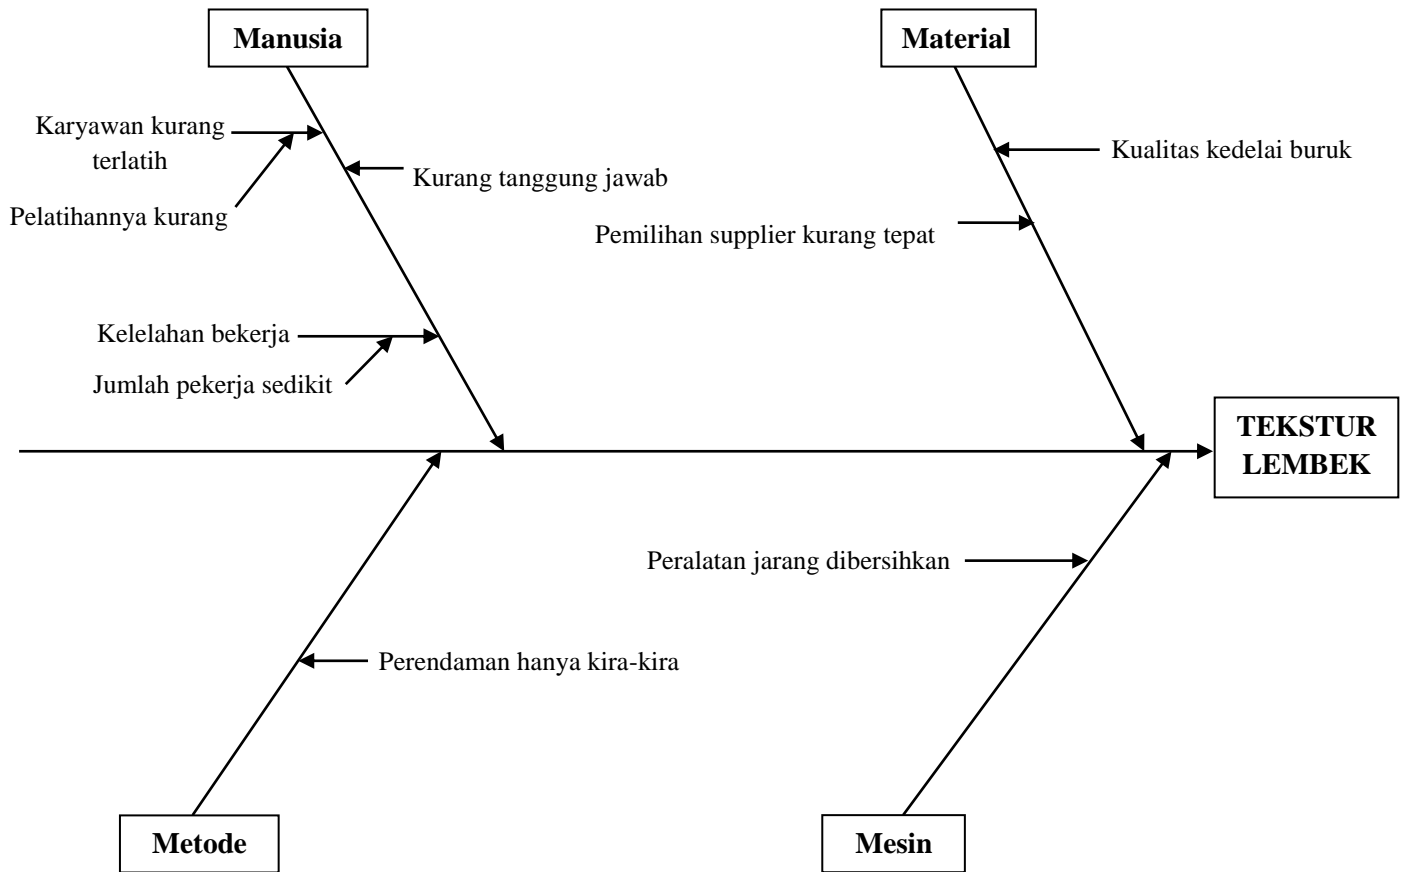 Manusia
Material
Karyawan kurang
terlatih
Kualitas kedelai buruk
Kurang tanggung jawab
Pelatihannya kurang
Pemilihan supplier kurang tepat
Kelelahan bekerja
Jumlah pekerja sedikit
TEKSTUR
LEMBEK
Peralatan jarang dibersihkan
Perendaman hanya kira-kira
Metode
Mesin